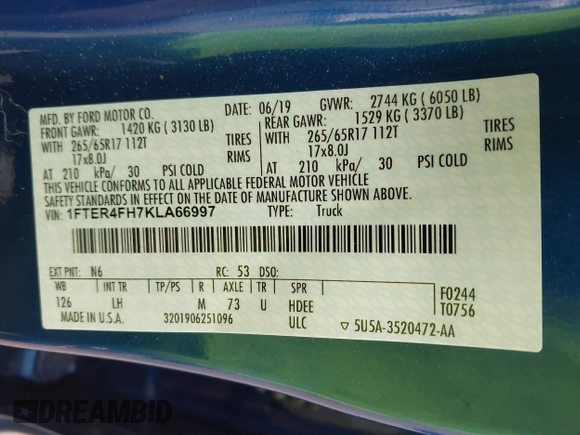 MFD. BY FORD MOTOR CO.
DATE: 06/19 GVWR: 2744 KG ( 6050 LB)
FRONT GAWR: 1420 KG ( 3130 LB) REAR GAWR: 1529 KG ( 3370 LB)
WITH 265/65R17 112T TIRES WITH 265/65R17 112T TIRES
17x8.0J RIMS 17x8.0J RIMS
AT 210 kPa/ 30 PSI COLD AT 210 kPa/ 30 PSI COLD
THIS VEHICLE CONFORMS TO ALL APPLICABLE FEDERAL MOTOR VEHICLE
SAFETY STANDARDS IN EFFECT ON THE DATE OF MANUFACTURE SHOWN ABOVE.
VIN: 1FTER4FH7KLA66997 TYPE: Truck
EXT PNT: N6 RC: 53 DSO:
WB INT TR TP/PS R AXLE TR SPR
126 LH M 73 U HDEE
F0244
T0756
MADE IN U.S.A. 3201906251096 ULC ▽ 5U5A-3520472-AA
DREAMBID